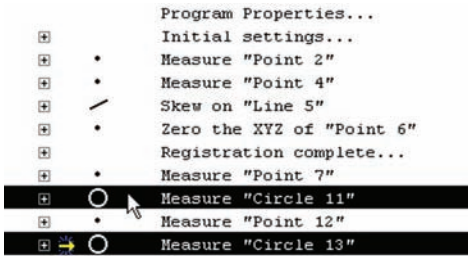 Program Properties...
Initial settings...
Measure "Point 2"
Measure "Point 4"
Skew on "Line 5"
Zero the XYZ of "Point 6"
Registration complete...
Measure "Point 7"
Measure "Circle 11"
Measure "Point 12"
Measure "Circle 13"